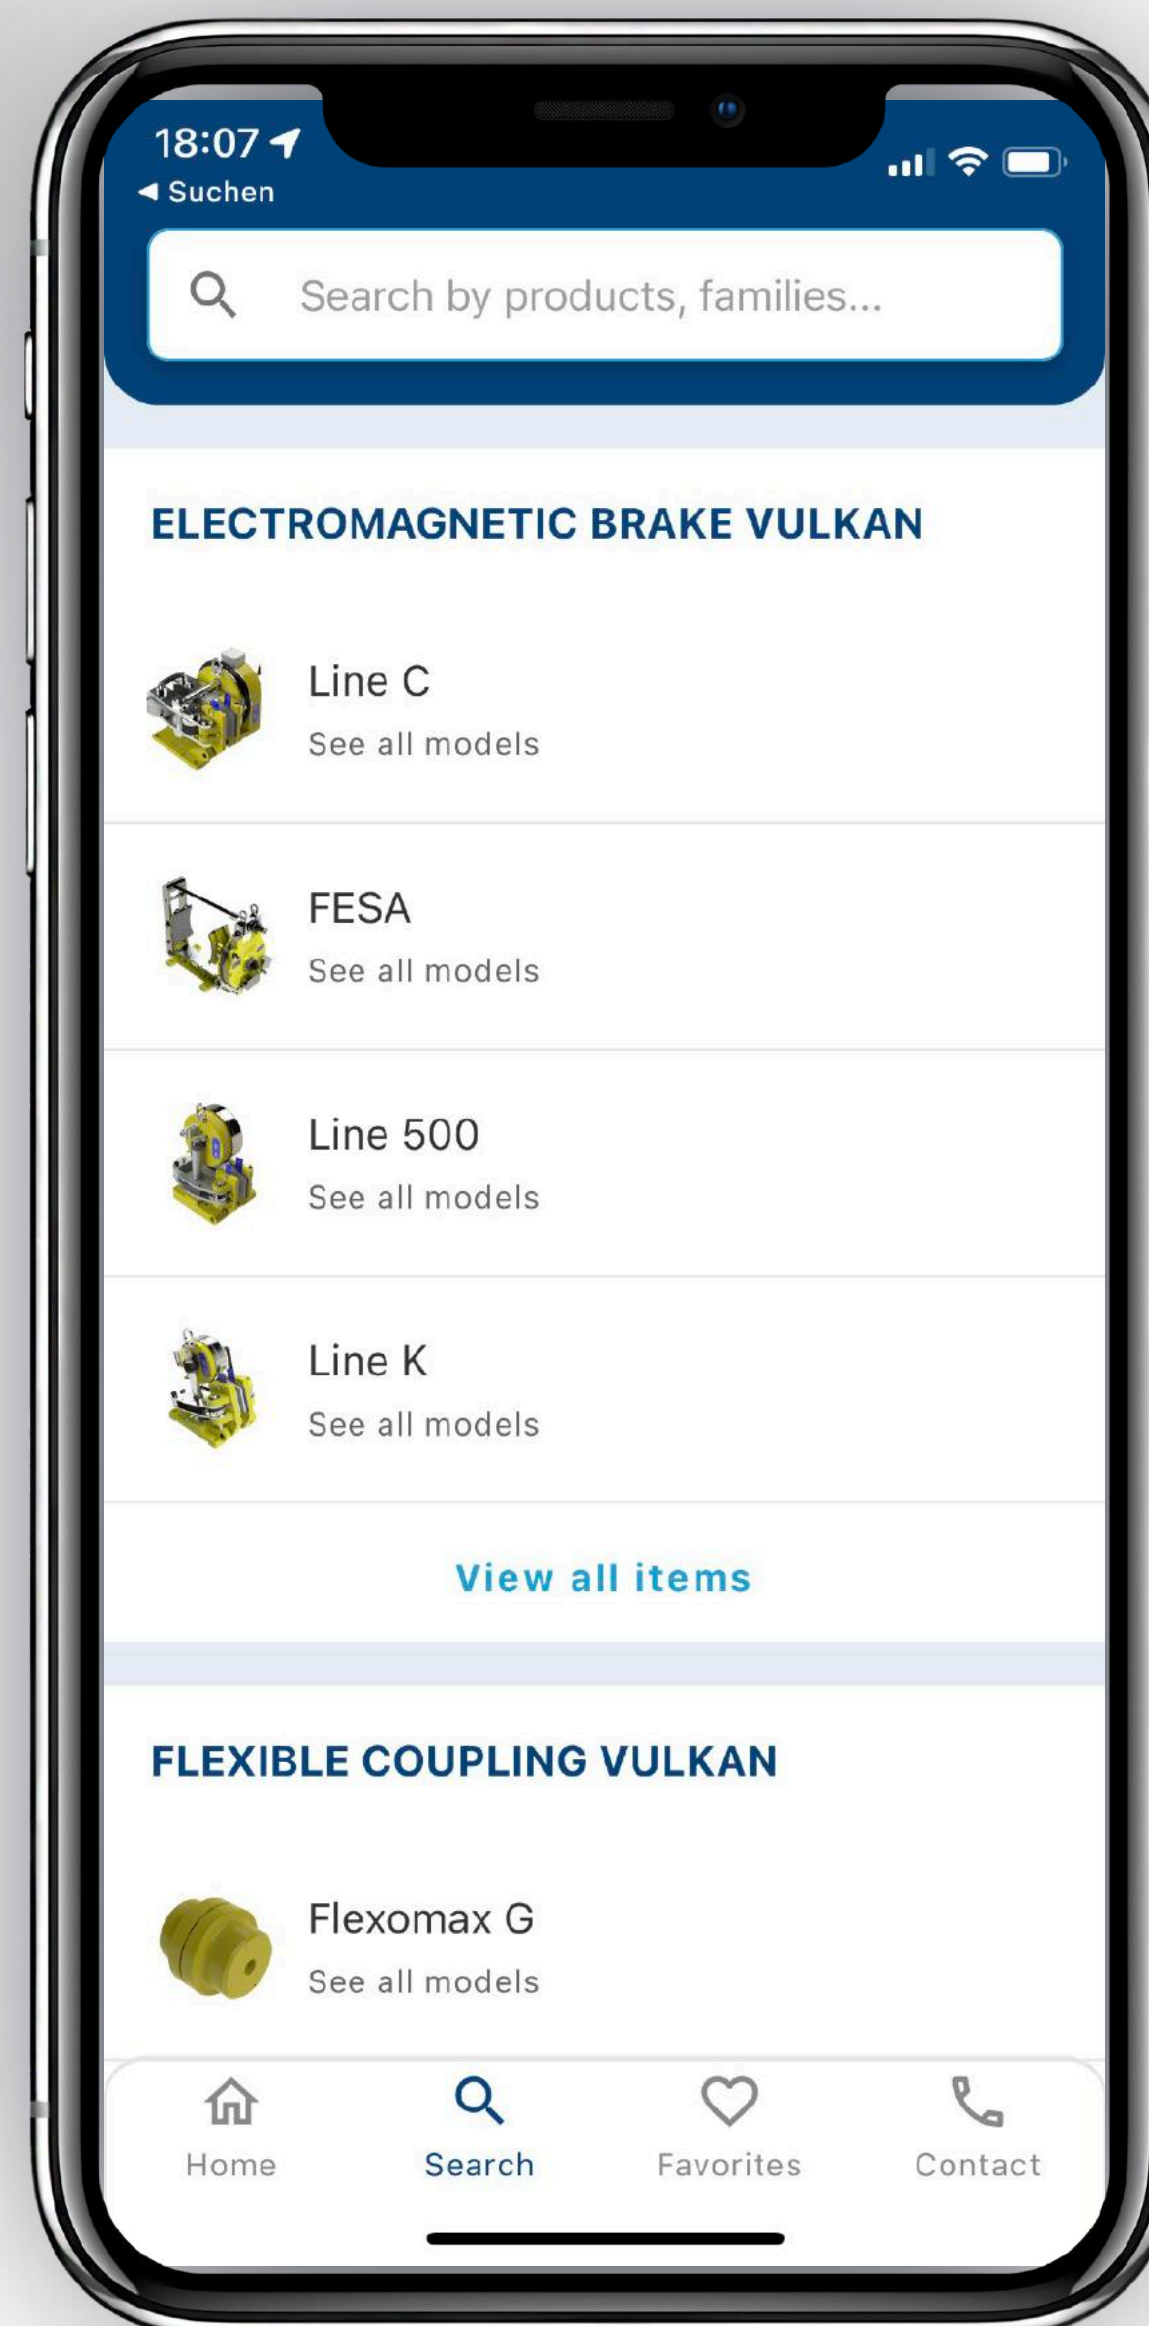 18:07
Suchen
Search by products, families...
ELECTROMAGNETIC BRAKE VULKAN
Line C
See all models
FESA
See all models
Line 500
See all models
Line K
See all models
View all items
FLEXIBLE COUPLING VULKAN
Flexomax G
See all models
Home
Search
Favorites
Contact